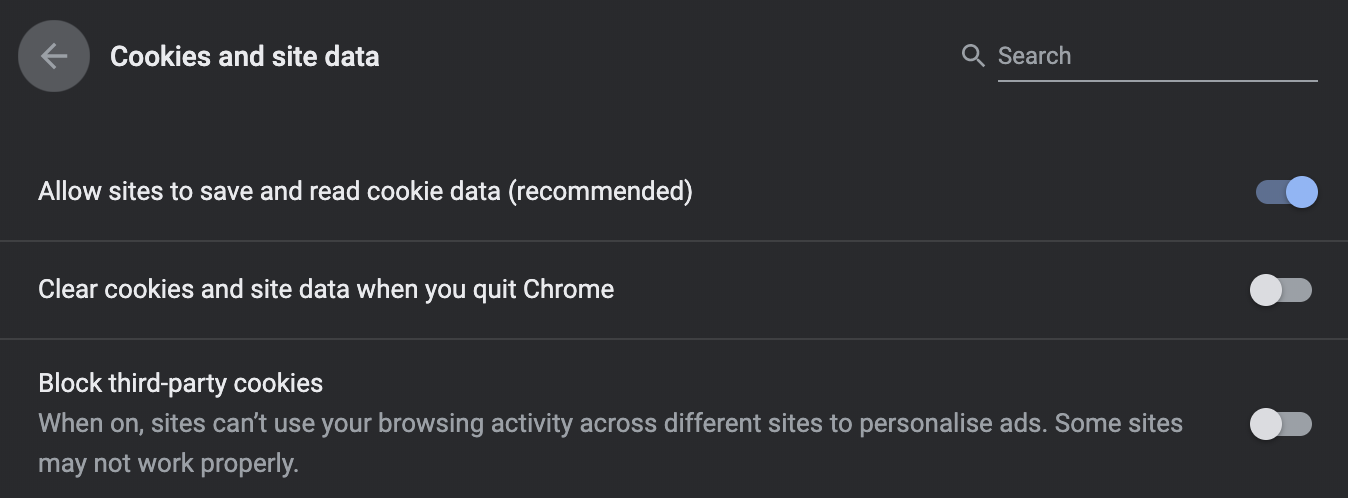 Cookies and site data
Search
Allow sites to save and read cookie data (recommended)
Clear cookies and site data when you quit Chrome
Block third-party cookies
When on, sites can’t use your browsing activity across different sites to personalise ads. Some sites
may not work properly.